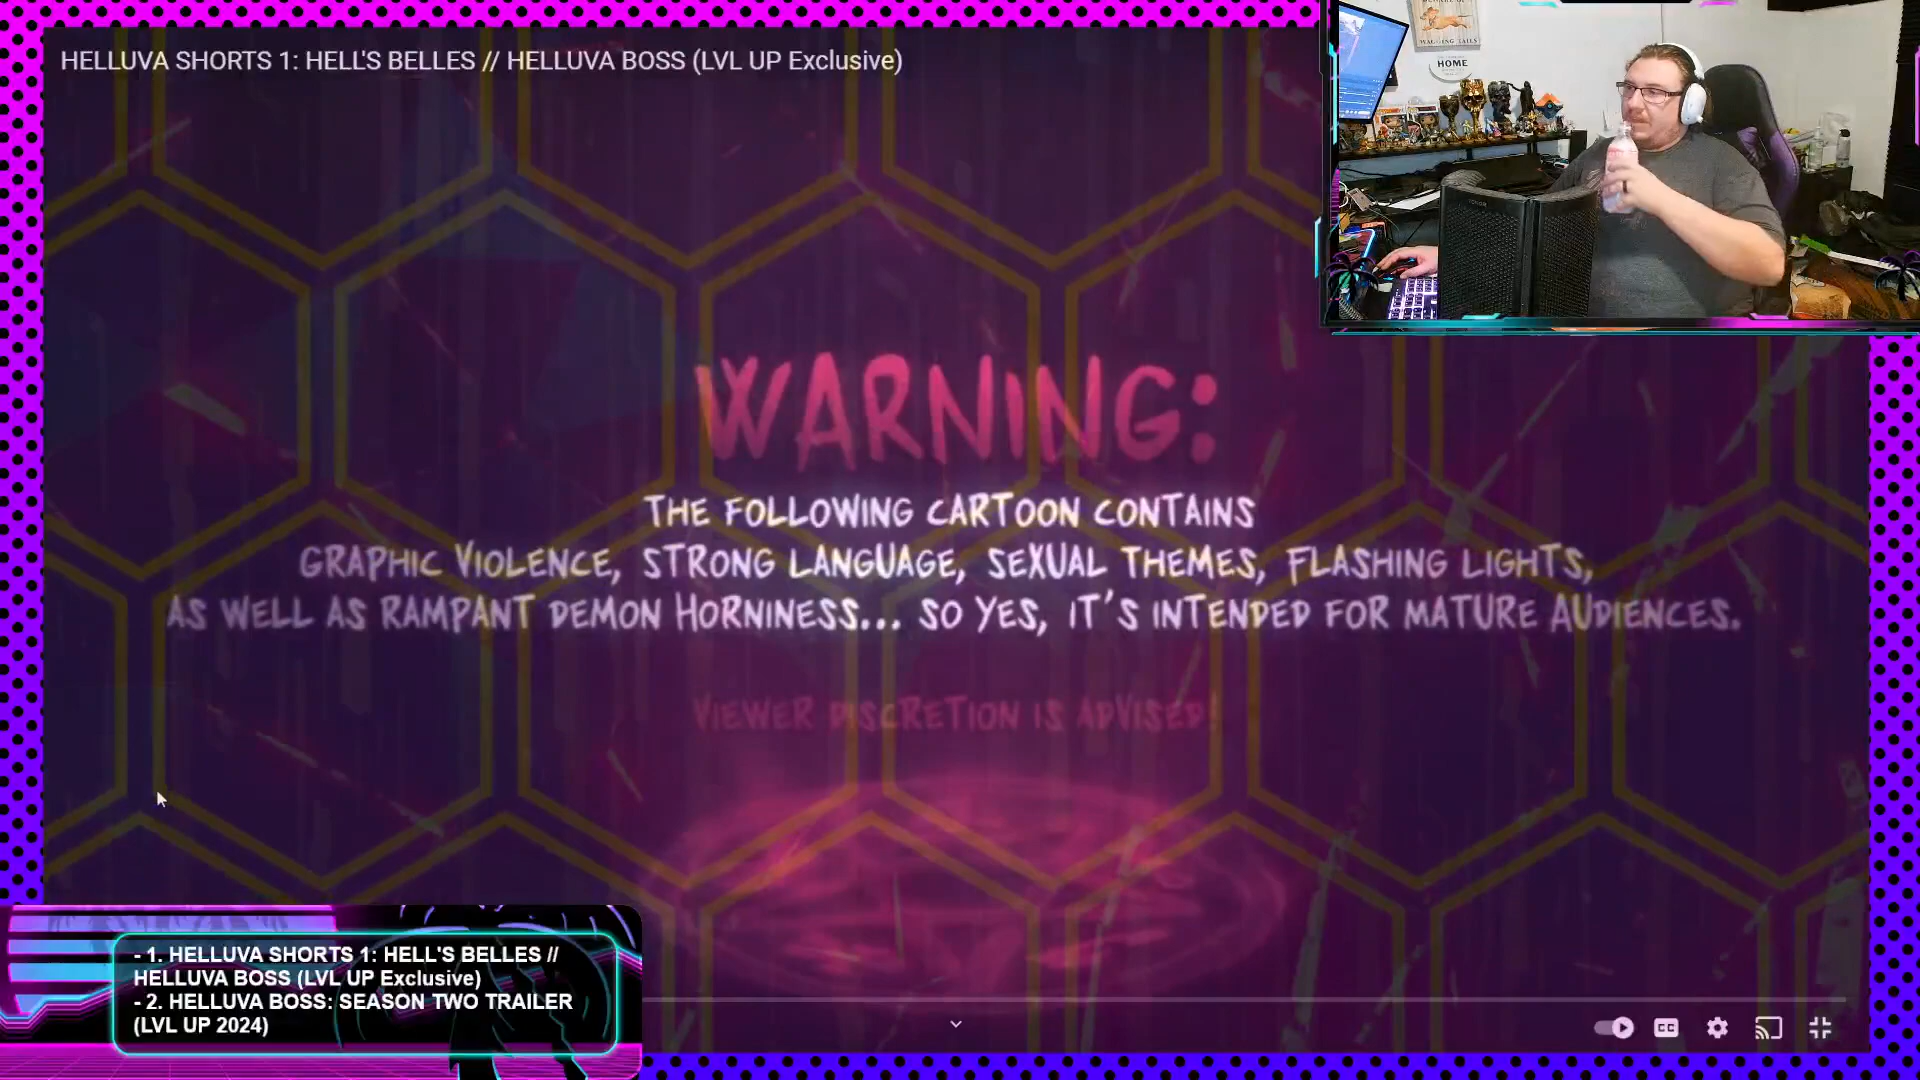 HELLUVA SHORTS 1: HELL'S BELLES // HELLUVA BOSS (LVL UP Exclusive)
WAGGING TAILS
HOME
WARNING:
THE FOLLOWING CARTOON CONTAINS
GRAPHIC VIOLENCE, STRONG LANGUAGE, SEXUAL THEMES, FLASHING LIGHTS,
AS WELL AS RAMPANT DEMON HORNINESS... SO YES, IT'S INTENDED FOR MATURE AUDIENCES.
VIEWER DISCRETION IS ADVISED!
- 1. HELLUVA SHORTS 1: HELL'S BELLES //
HELLUVA BOSS (LVL UP Exclusive)
- 2. HELLUVA BOSS: SEASON TWO TRAILER
(LVL UP 2024)
CC